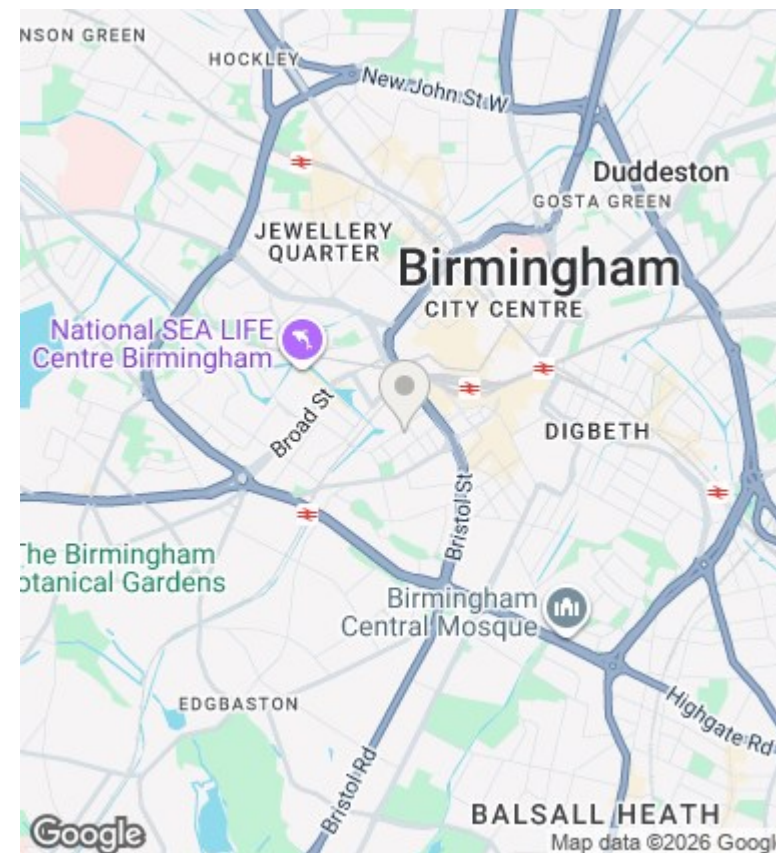 NSON GREEN
HOCKLEY
New John St W
Duddeston
GOSTA GREEN
JEWELLERY
QUARTER
Birmingham
CITY CENTRE
National SEA LIFE
Centre Birmingham
Broad St
DIGBETH
Bristol St
The Birmingham
otanical Gardens
Birmingham
Central Mosque
EDGBASTON
Highgate Rd
Bristol Rd
BALSALL HEATH
Google
Map data ©2026 Googl